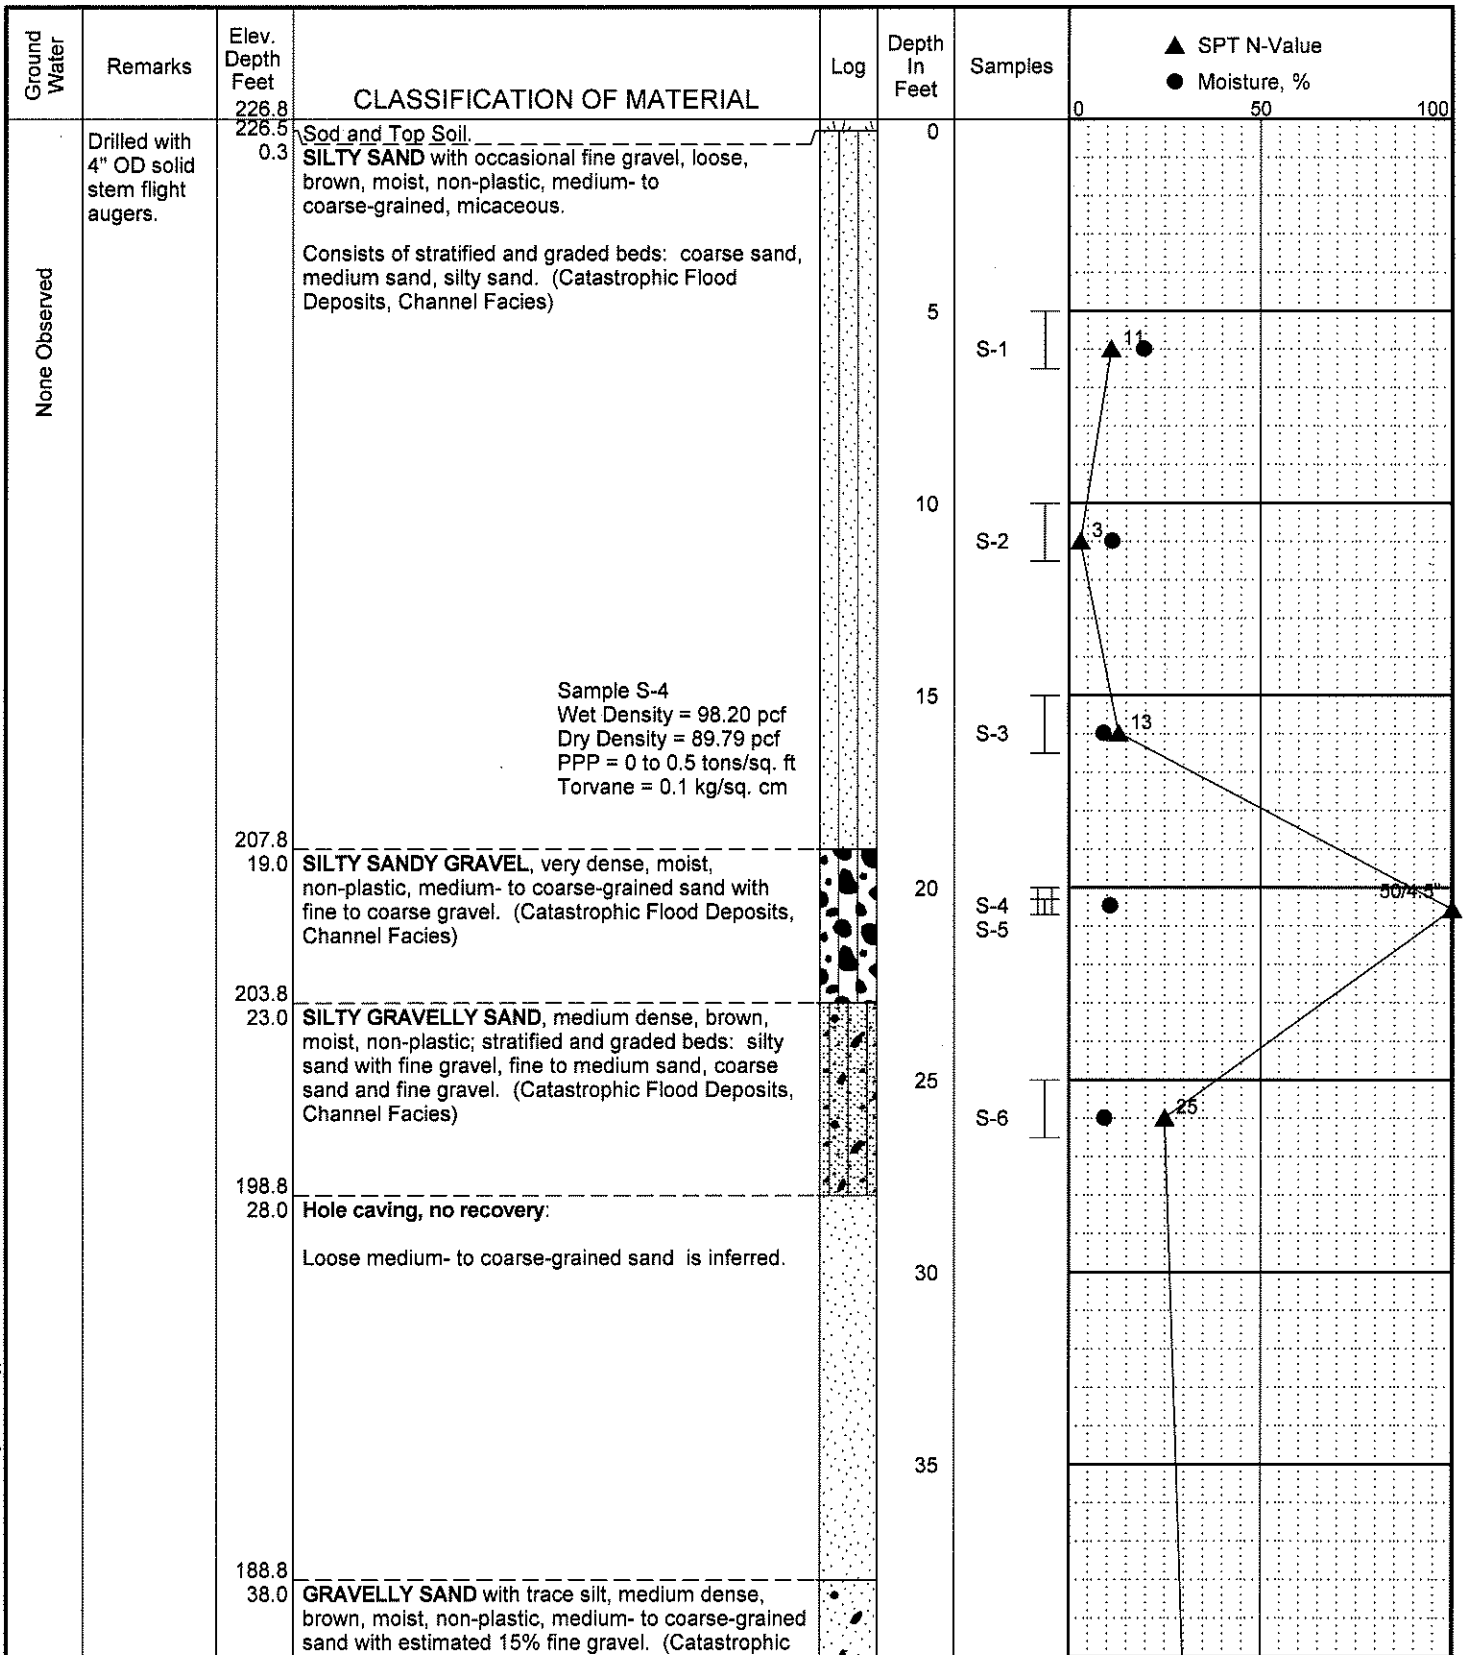 Ground
Water
Remarks
Elev.
Depth
Feet
226.8
CLASSIFICATION OF MATERIAL
Log
Depth
In
Feet
Samples
▲ SPT N-Value
● Moisture, %
0 50 100
None Observed
Drilled with
4" OD solid
stem flight
augers.
226.5
0.3
Sod and Top Soil.
SILTY SAND with occasional fine gravel, loose,
brown, moist, non-plastic, medium- to
coarse-grained, micaceous.
Consists of stratified and graded beds: coarse sand,
medium sand, silty sand. (Catastrophic Flood
Deposits, Channel Facies)
0
5
S-1
11
10
S-2
3
Sample S-4
Wet Density = 98.20 pcf
Dry Density = 89.79 pcf
PPP = 0 to 0.5 tons/sq. ft
Torvane = 0.1 kg/sq. cm
15
S-3
13
207.8
19.0
SILTY SANDY GRAVEL, very dense, moist,
non-plastic, medium- to coarse-grained sand with
fine to coarse gravel. (Catastrophic Flood Deposits,
Channel Facies)
20
S-4
S-5
50/4.5"
203.8
23.0
SILTY GRAVELLY SAND, medium dense, brown,
moist, non-plastic; stratified and graded beds: silty
sand with fine gravel, fine to medium sand, coarse
sand and fine gravel. (Catastrophic Flood Deposits,
Channel Facies)
25
S-6
25
198.8
28.0
Hole caving, no recovery:
Loose medium- to coarse-grained sand is inferred.
30
35
188.8
38.0
GRAVELLY SAND with trace silt, medium dense,
brown, moist, non-plastic, medium- to coarse-grained
sand with estimated 15% fine gravel. (Catastrophic